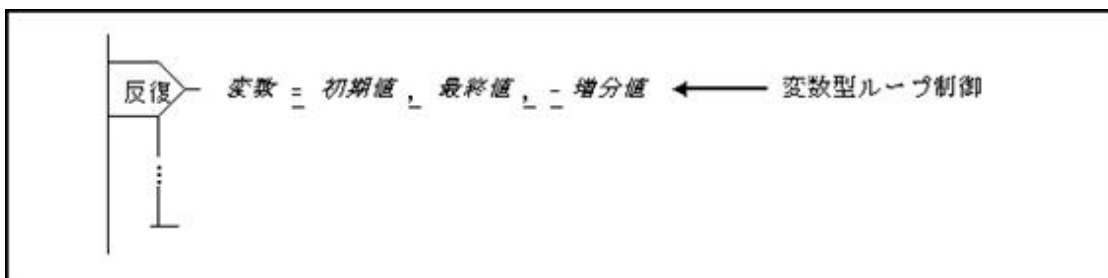 反復 変数 = 初期値 , 最終値 , - 増分値 ← 変数型ループ制御
⋮